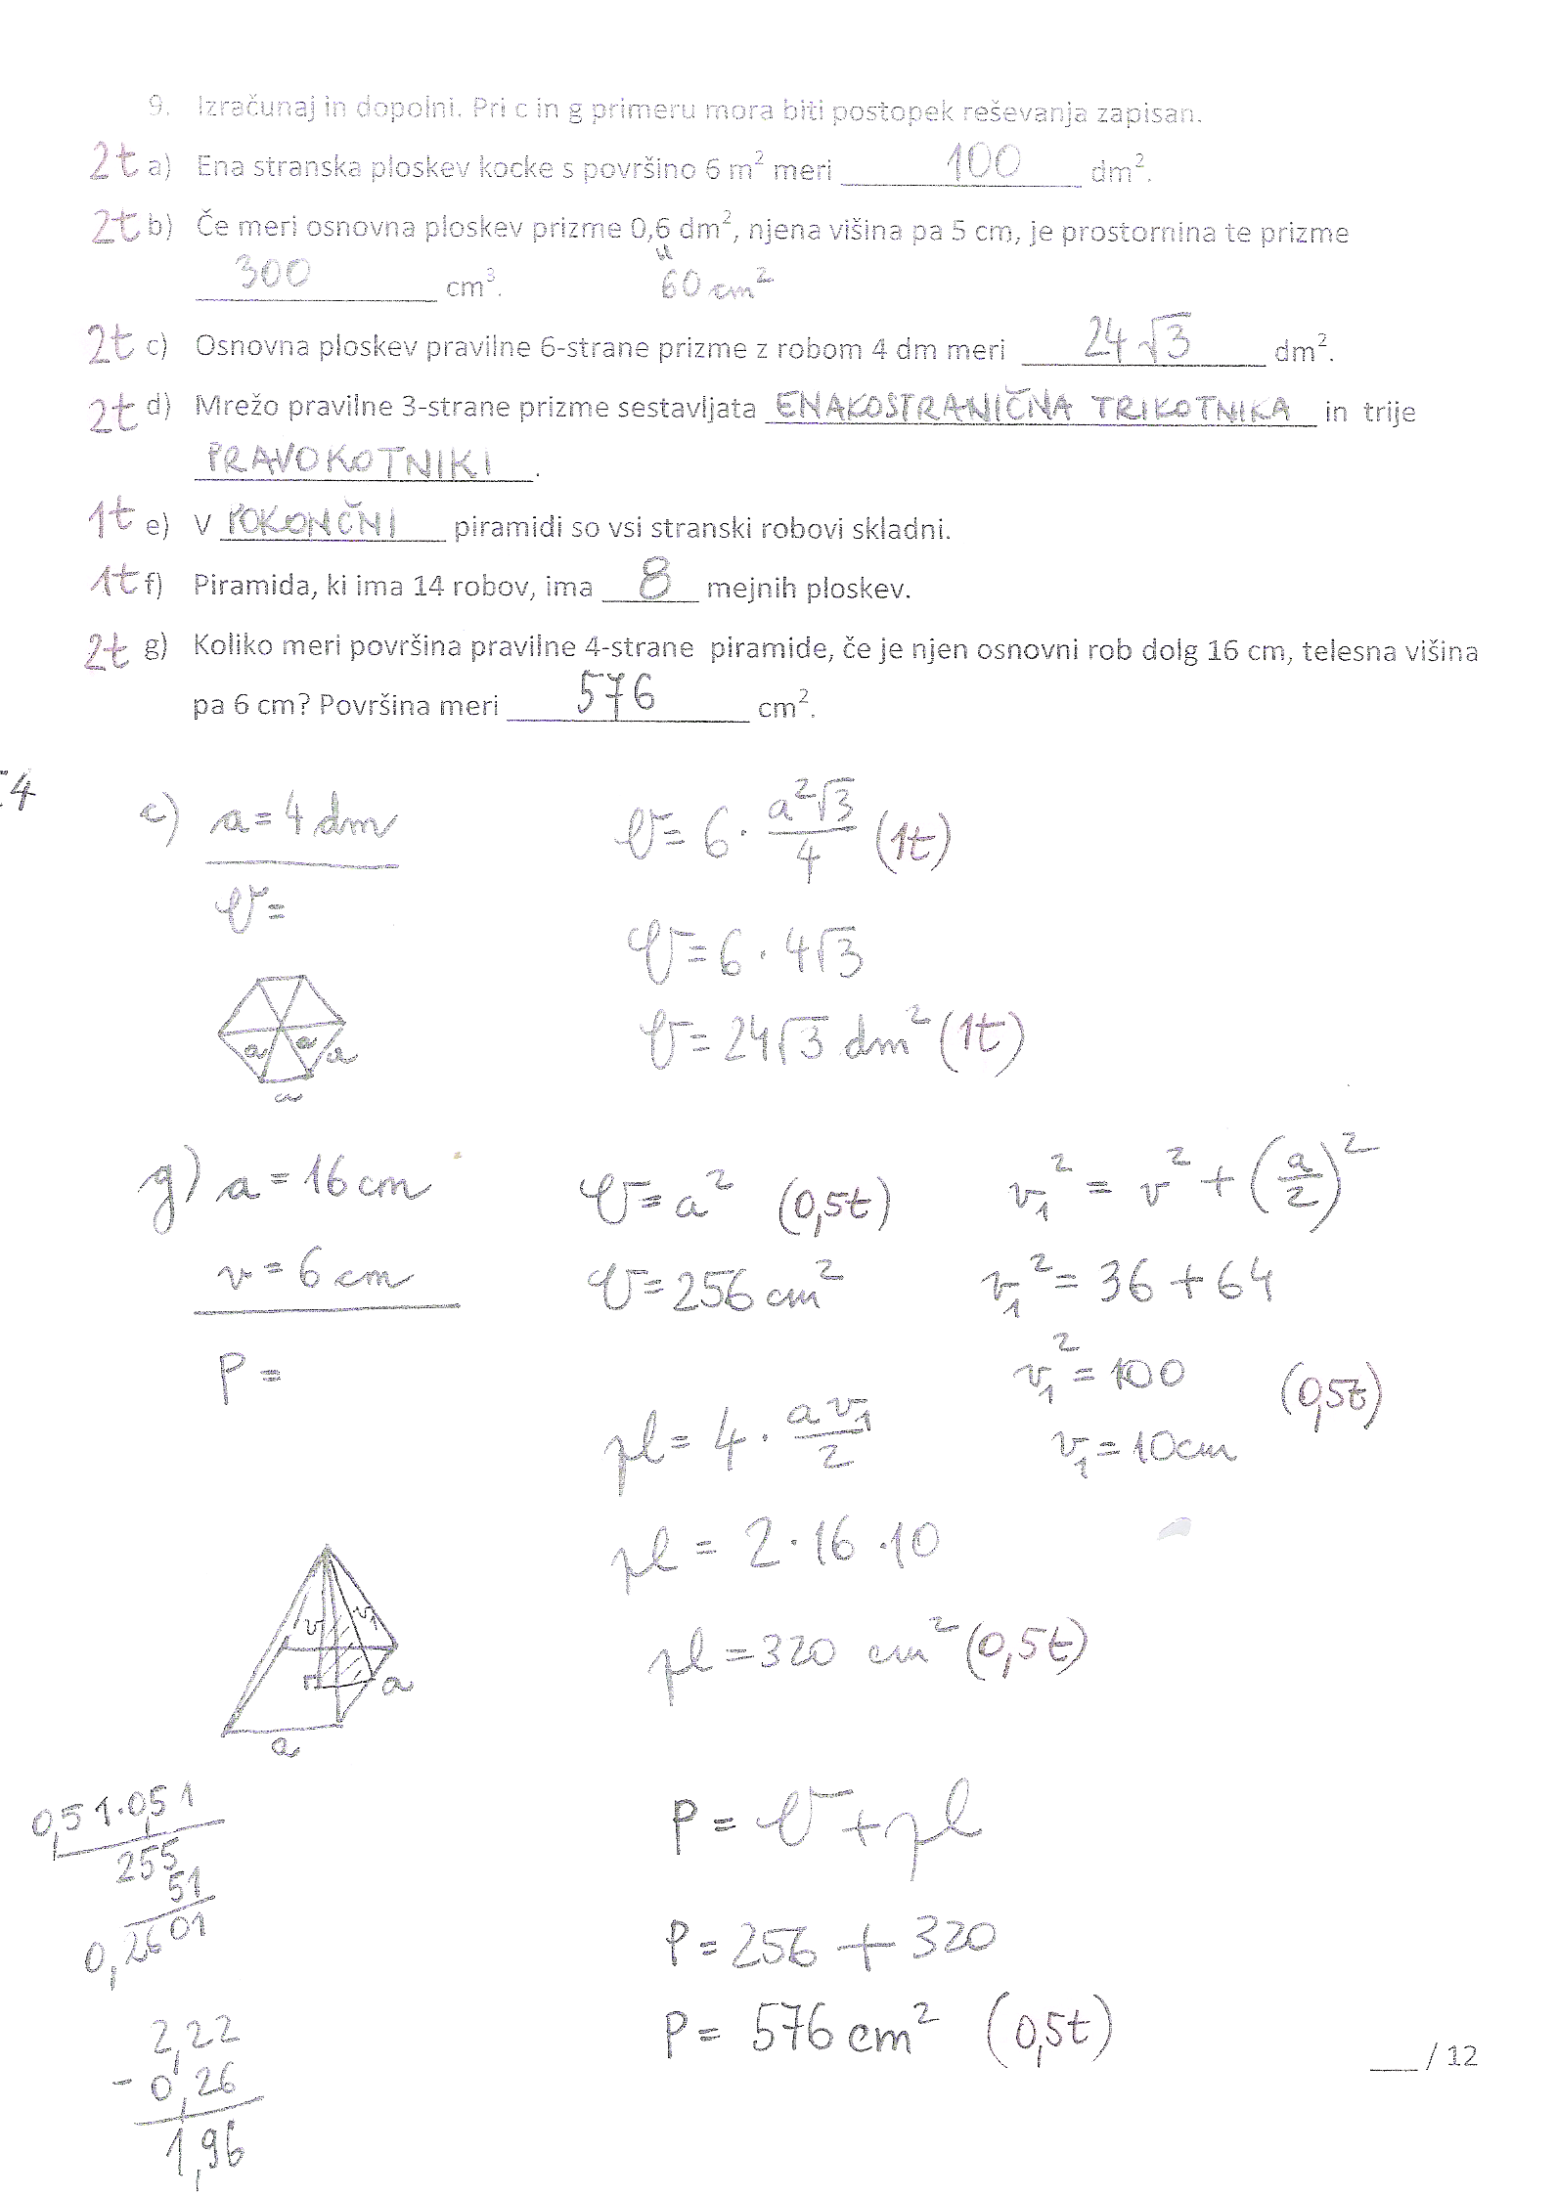 9. Izračunaj in dopolni. Pri c in g primeru mora biti postopek reševanja zapisan.
2t a) Ena stranska ploskev kocke s površino 6 m² meri 100 dm².
2t b) Če meri osnovna ploskev prizme 0,6 dm², njena višina pa 5 cm, je prostornina te prizme
300 cm³. 60 cm²
2t c) Osnovna ploskev pravilne 6-strane prizme z robom 4 dm meri 24√3 dm².
2t d) Mrežo pravilne 3-strane prizme sestavljata ENAKOSTRANIČNA TRIKOTNIKA in trije
PRAVOKOTNIKI.
1t e) V POKONČNI piramidi so vsi stranski robovi skladni.
1t f) Piramida, ki ima 14 robov, ima 8 mejnih ploskev.
2t g) Koliko meri površina pravilne 4-strane piramide, če je njen osnovni rob dolg 16 cm, telesna višina
pa 6 cm? Površina meri 576 cm².
4
c) a = 4 dm
O =
a a a
a
O = 6 · a²√3/4 (1t)
O = 6 · 4√3
O = 24√3 dm² (1t)
g) a = 16 cm
v = 6 cm
P =
O = a² (0,5t)
O = 256 cm²
v₁² = v² + (a/2)²
v₁² = 36 + 64
v₁² = 100
v₁ = 10 cm (0,5t)
pl = 4 · a v₁/2
pl = 2 · 16 · 10
pl = 320 cm² (0,5t)
v v₁
a
a
P = O + pl
P = 256 + 320
P = 576 cm² (0,5t)
0,51 · 0,51
255
51
0,2601
2,22
- 0,26
1,96
___ / 12